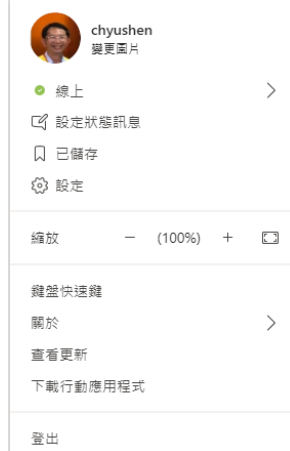 chyushen
變更圖片
線上
設定狀態訊息
已儲存
設定
縮放 − (100%) +
鍵盤快速鍵
關於
查看更新
下載行動應用程式
登出